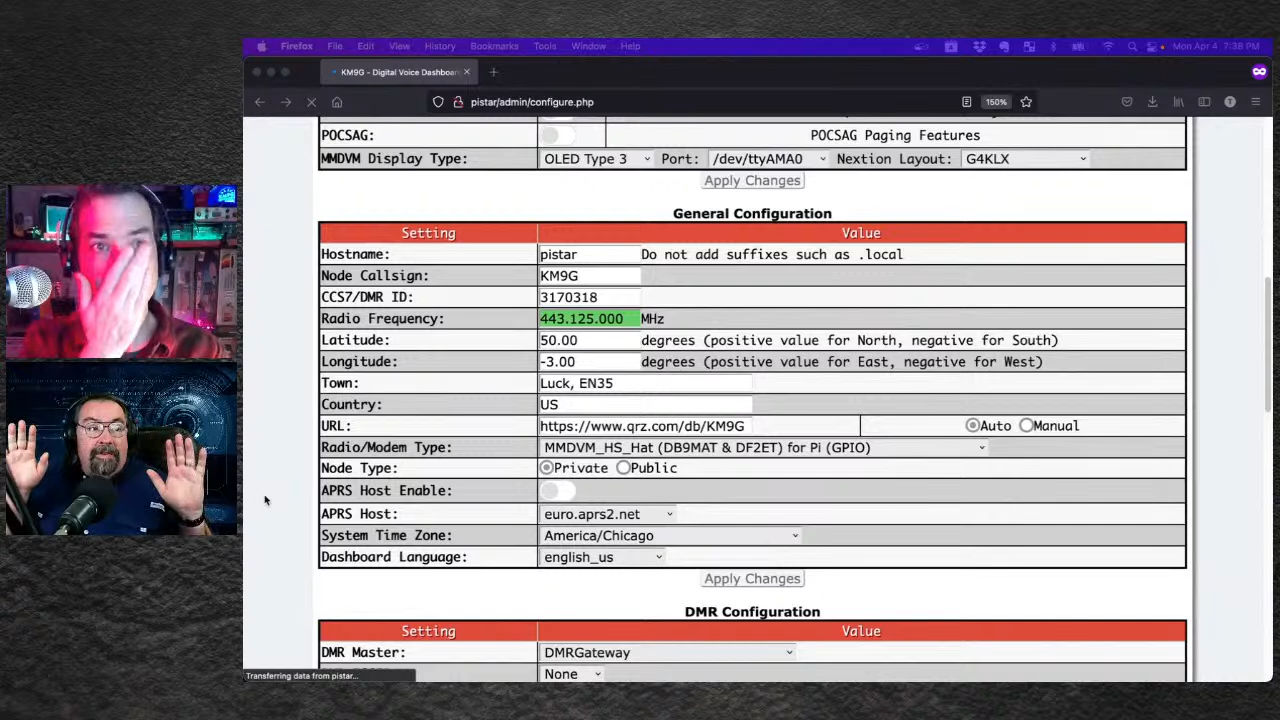 Firefox File Edit View History Bookmarks Tools Window Help Mon Apr 4 7:38 PM
KM9G - Digital Voice Dashboar
pistar/admin/configure.php 150%
POCSAG: POCSAG Paging Features
MMDVM Display Type: OLED Type 3 Port: /dev/ttyAMA0 Nextion Layout: G4KLX
Apply Changes
General Configuration
Setting Value
Hostname: pistar Do not add suffixes such as .local
Node Callsign: KM9G
CCS7/DMR ID: 3170318
Radio Frequency: 443.125.000 MHz
Latitude: 50.00 degrees (positive value for North, negative for South)
Longitude: -3.00 degrees (positive value for East, negative for West)
Town: Luck, EN35
Country: US
URL: https://www.qrz.com/db/KM9G Auto Manual
Radio/Modem Type: MMDVM_HS_Hat (DB9MAT & DF2ET) for Pi (GPIO)
Node Type: Private Public
APRS Host Enable:
APRS Host: euro.aprs2.net
System Time Zone: America/Chicago
Dashboard Language: english_us
Apply Changes
DMR Configuration
Setting Value
DMR Master: DMRGateway
None
Transferring data from pistar...